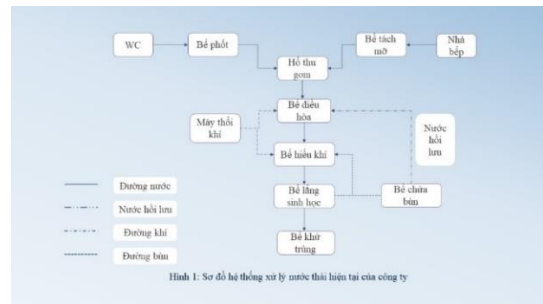 WC
Bể phốt
Bể tách
mỡ
Nhà
bếp
Hố thu
gom
Bể điều
hòa
Máy thổi
khí
Nước
hồi
lưu
Bể hiếu khí
Đường nước
Bể lắng
sinh học
Bể chứa
bùn
Nước hồi lưu
Đường khí
Bể khử
trùng
Đường bùn
Hình 1: Sơ đồ hệ thống xử lý nước thải hiện tại của công ty